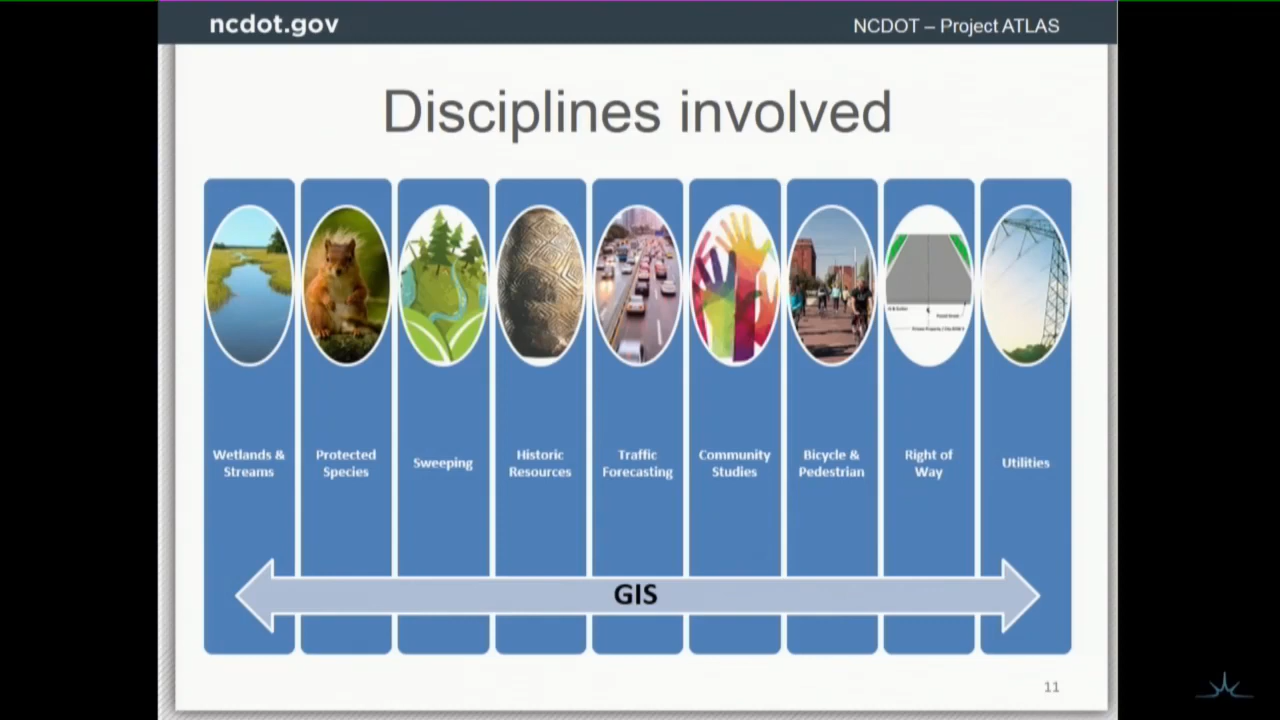 ncdot.gov
NCDOT – Project ATLAS
Disciplines involved
Wetlands &
Streams
Protected
Species
Sweeping
Historic
Resources
Traffic
Forecasting
Community
Studies
Bicycle &
Pedestrian
Right of
Way
Utilities
GIS
11